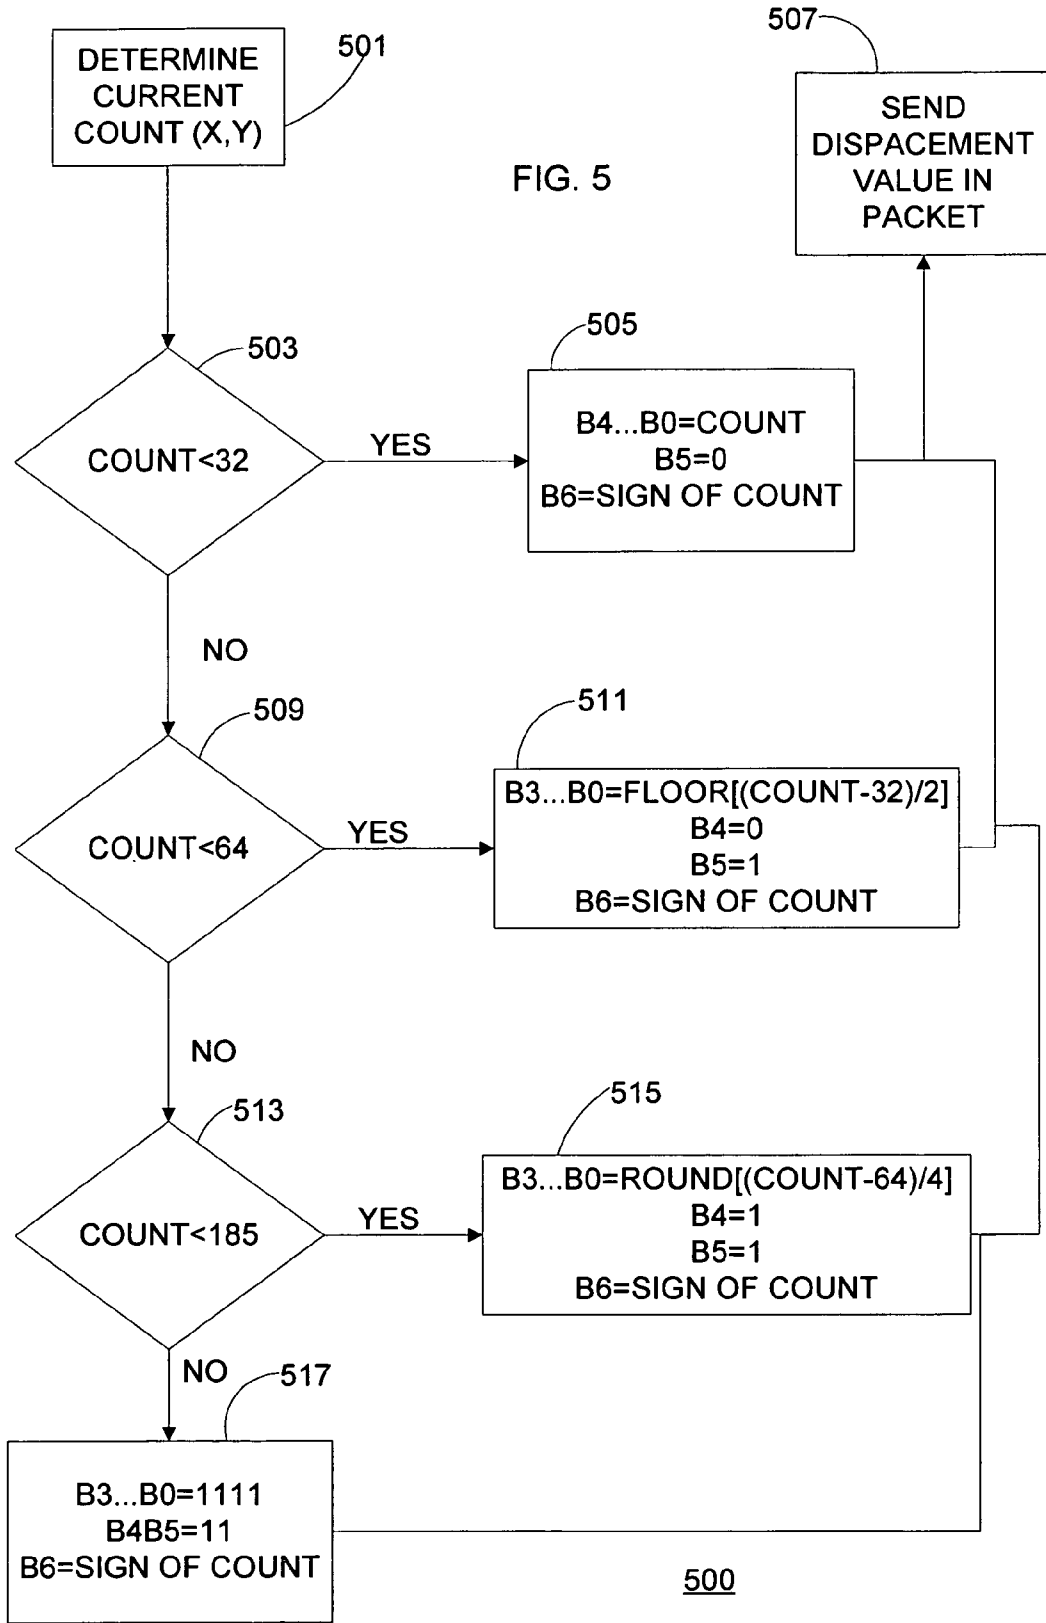 501
DETERMINE
CURRENT
COUNT (X,Y)
507
SEND
DISPACEMENT
VALUE IN
PACKET
FIG. 5
503
COUNT<32
YES
505
B4...B0=COUNT
B5=0
B6=SIGN OF COUNT
NO
509
COUNT<64
YES
511
B3...B0=FLOOR[(COUNT-32)/2]
B4=0
B5=1
B6=SIGN OF COUNT
NO
513
COUNT<185
YES
515
B3...B0=ROUND[(COUNT-64)/4]
B4=1
B5=1
B6=SIGN OF COUNT
NO
517
B3...B0=1111
B4B5=11
B6=SIGN OF COUNT
500